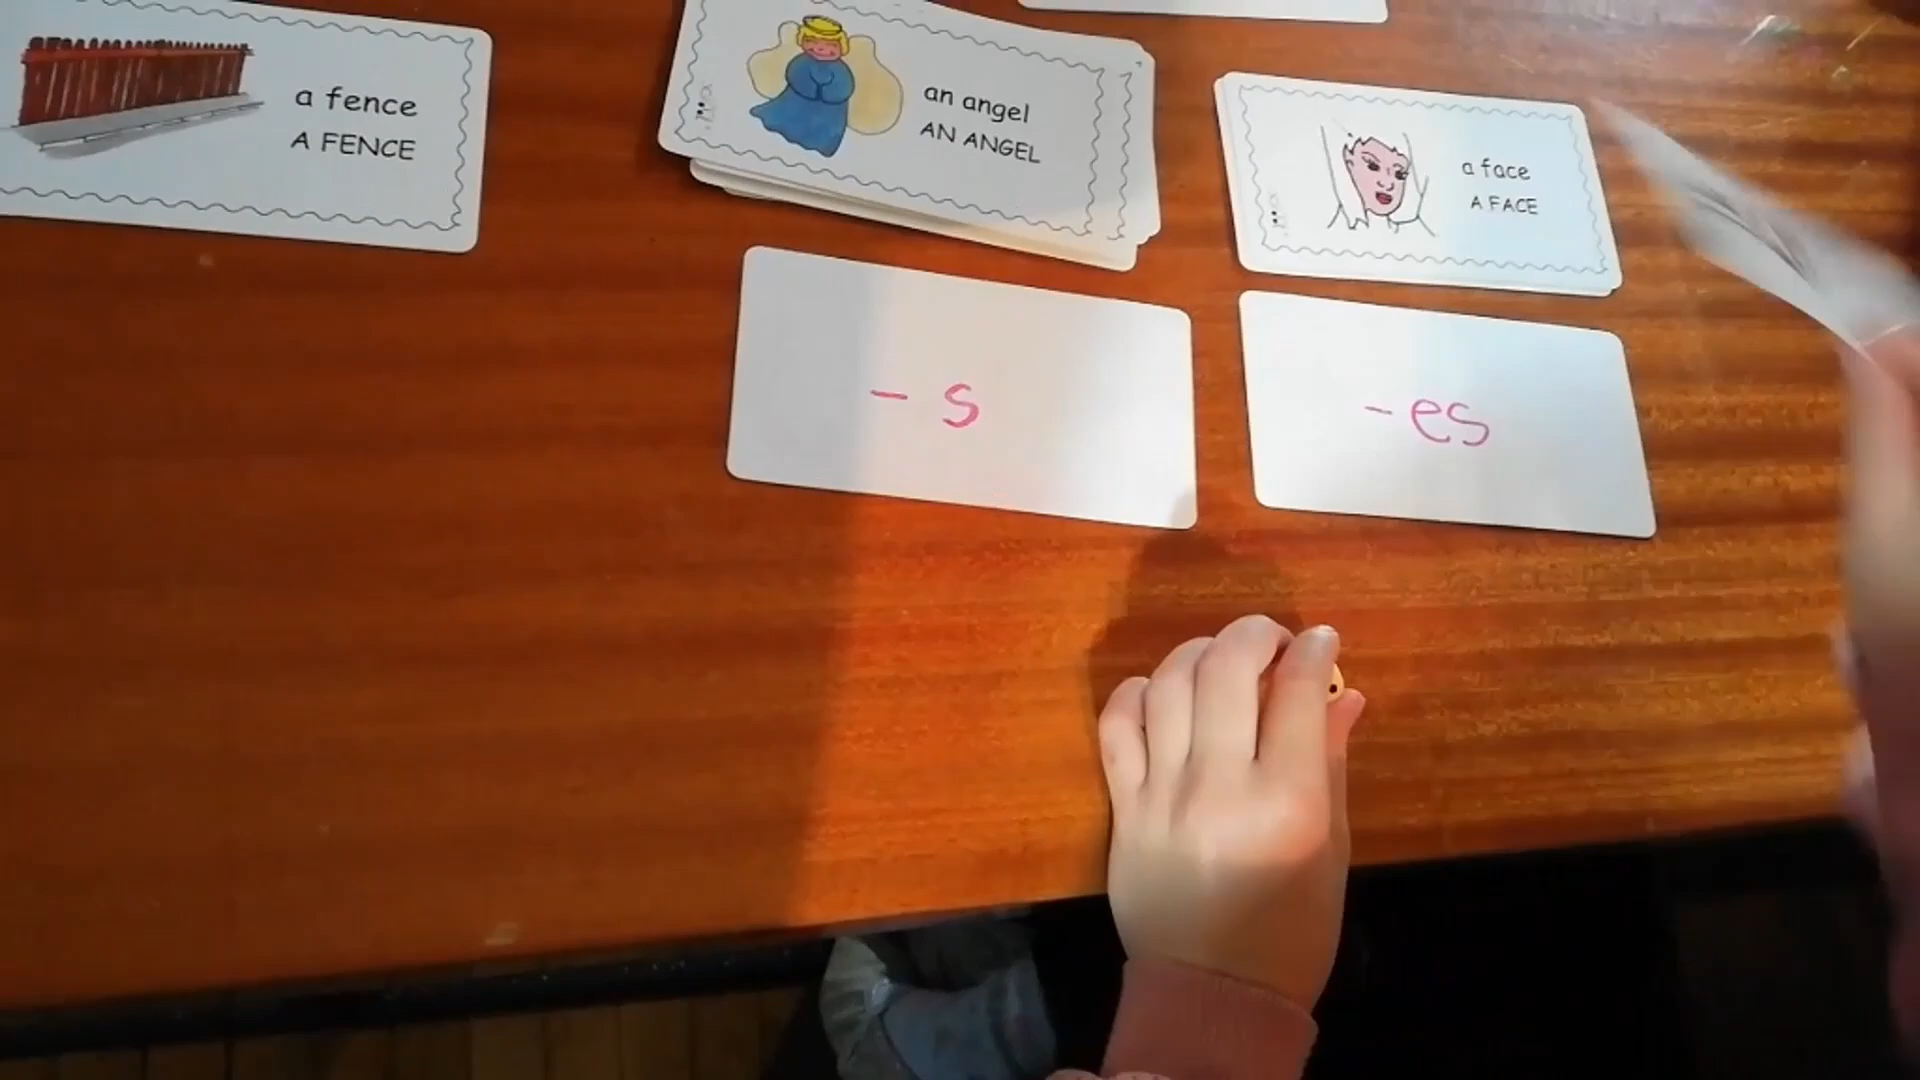 a fence
A FENCE
an angel
AN ANGEL
a face
A FACE
- s
- es